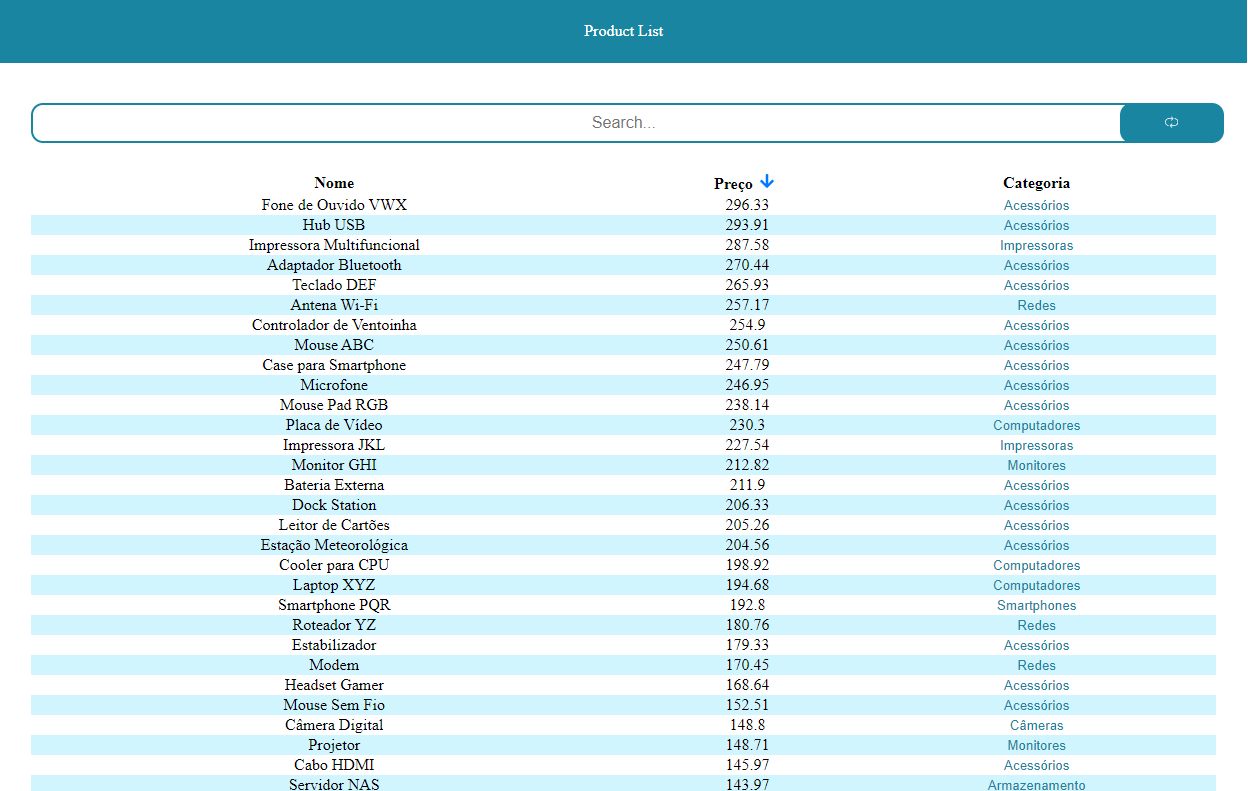 Product List
Search...
Nome Preço Categoria
Fone de Ouvido VWX 296.33 Acessórios
Hub USB 293.91 Acessórios
Impressora Multifuncional 287.58 Impressoras
Adaptador Bluetooth 270.44 Acessórios
Teclado DEF 265.93 Acessórios
Antena Wi-Fi 257.17 Redes
Controlador de Ventoinha 254.9 Acessórios
Mouse ABC 250.61 Acessórios
Case para Smartphone 247.79 Acessórios
Microfone 246.95 Acessórios
Mouse Pad RGB 238.14 Acessórios
Placa de Vídeo 230.3 Computadores
Impressora JKL 227.54 Impressoras
Monitor GHI 212.82 Monitores
Bateria Externa 211.9 Acessórios
Dock Station 206.33 Acessórios
Leitor de Cartões 205.26 Acessórios
Estação Meteorológica 204.56 Acessórios
Cooler para CPU 198.92 Computadores
Laptop XYZ 194.68 Computadores
Smartphone PQR 192.8 Smartphones
Roteador YZ 180.76 Redes
Estabilizador 179.33 Acessórios
Modem 170.45 Redes
Headset Gamer 168.64 Acessórios
Mouse Sem Fio 152.51 Acessórios
Câmera Digital 148.8 Câmeras
Projetor 148.71 Monitores
Cabo HDMI 145.97 Acessórios
Servidor NAS 143.97 Armazenamento